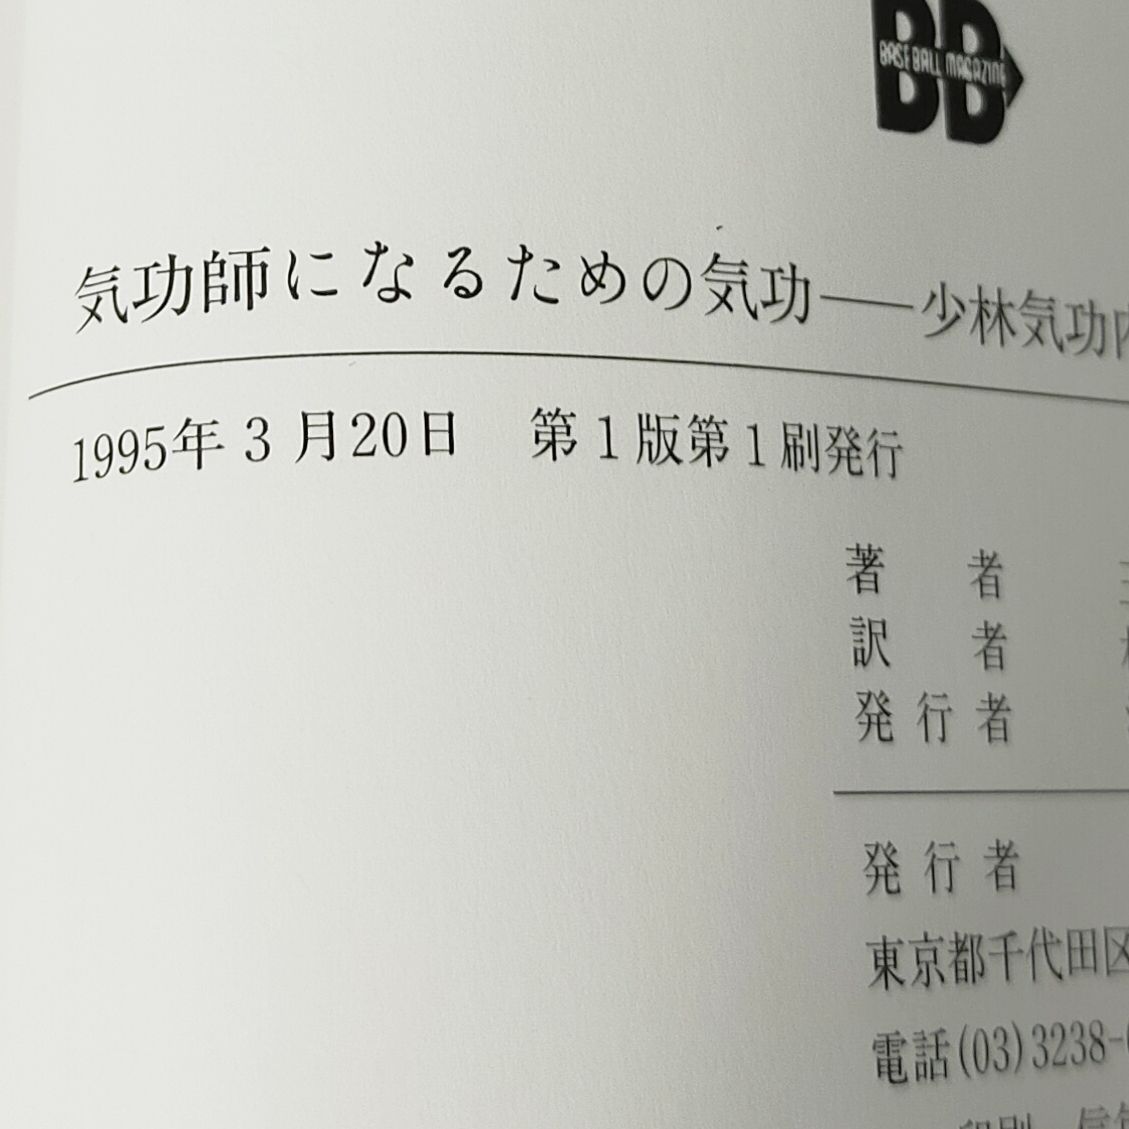 BB
BASEBALL MAGAZINE
気功師になるための気功――少林気功内
1995年3月20日　第1版第1刷発行
著　者
訳　者
発行者
発行者
東京都千代田区
電話(03)3238-
印刷